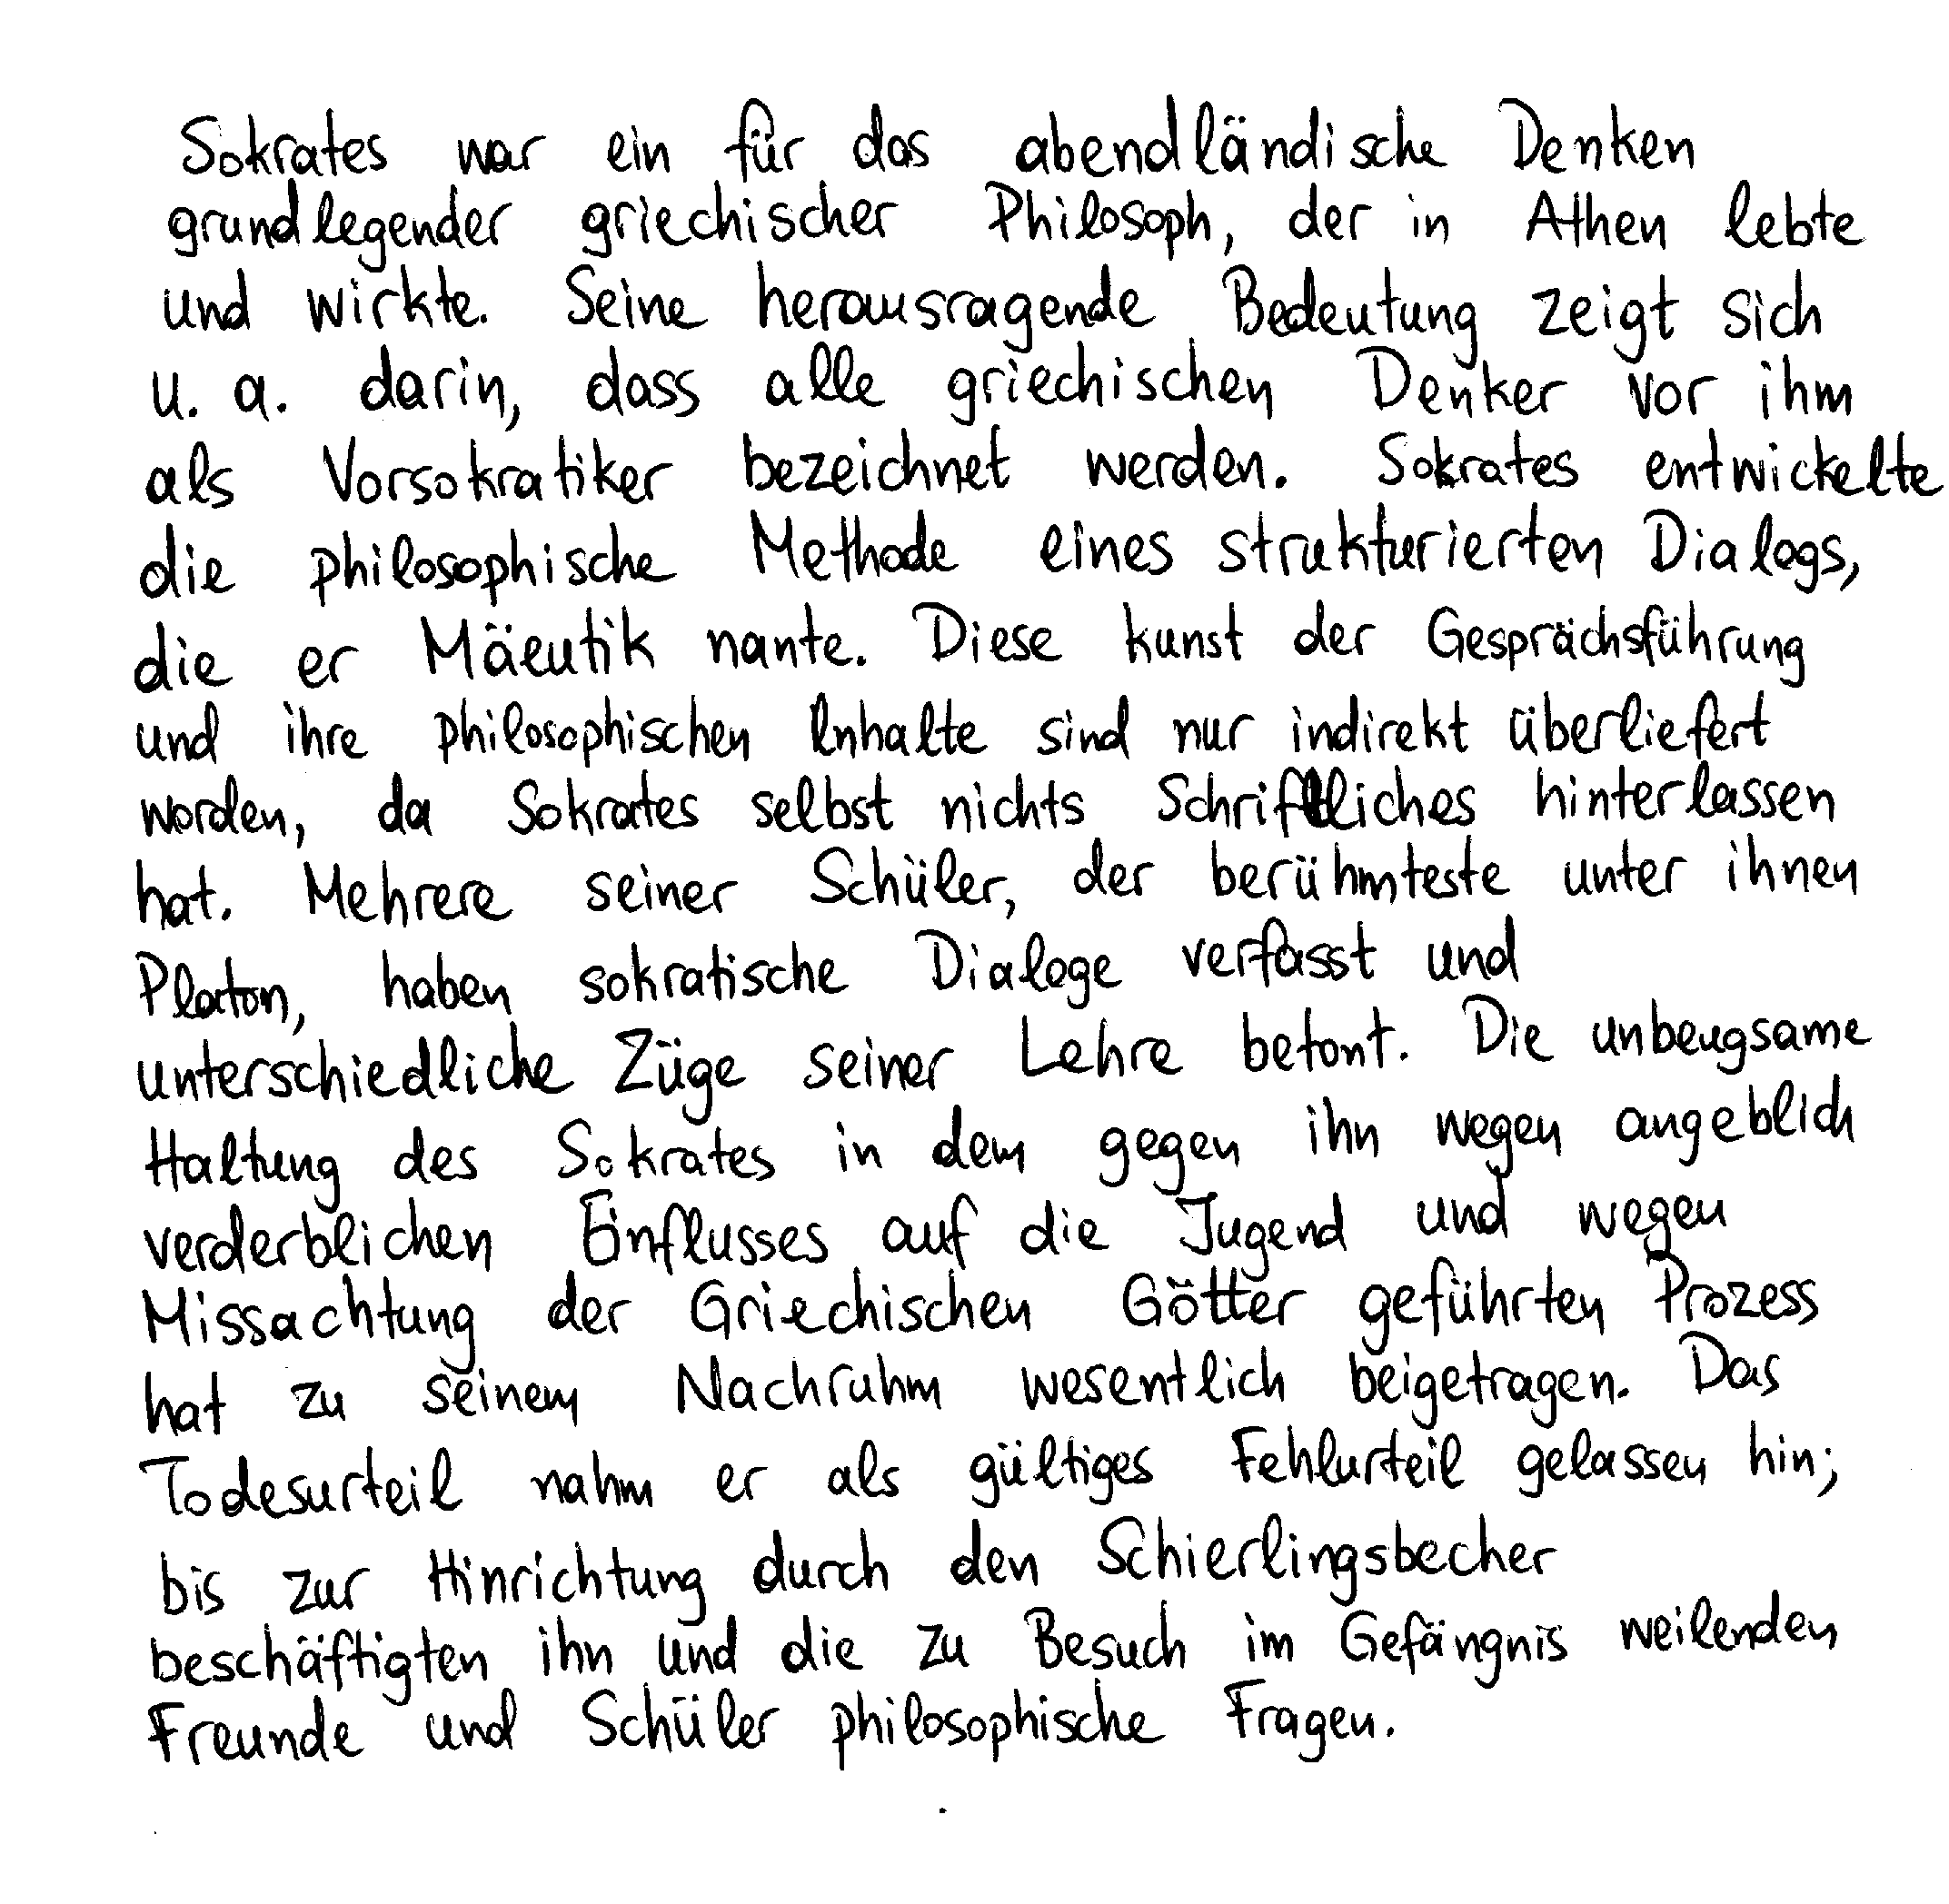 Sokrates war ein für das abendländische Denken
grundlegender griechischer Philosoph, der in Athen lebte
und wirkte. Seine herausragende Bedeutung zeigt sich
u. a. darin, dass alle griechischen Denker vor ihm
als Vorsokratiker bezeichnet werden. Sokrates entwickelte
die philosophische Methode eines strukturierten Dialogs,
die er Mäeutik nante. Diese kunst der Gesprächsführung
und ihre philosophischen Inhalte sind nur indirekt überliefert
worden, da Sokrates selbst nichts Schriftliches hinterlassen
hat. Mehrere seiner Schüler, der berühmteste unter ihnen
Platon, haben sokratische Dialoge verfasst und
unterschiedliche Züge seiner Lehre betont. Die unbeugsame
Haltung des Sokrates in dem gegen ihn wegen angeblich
verderblichen Einflusses auf die Jugend und wegen
Missachtung der Griechischen Götter geführten Prozess
hat zu seinem Nachruhm wesentlich beigetragen. Das
Todesurteil nahm er als gültiges Fehlurteil gelassen hin;
bis zur Hinrichtung durch den Schierlingsbecher
beschäftigten ihn und die zu Besuch im Gefängnis weilenden
Freunde und Schüler philosophische Fragen.